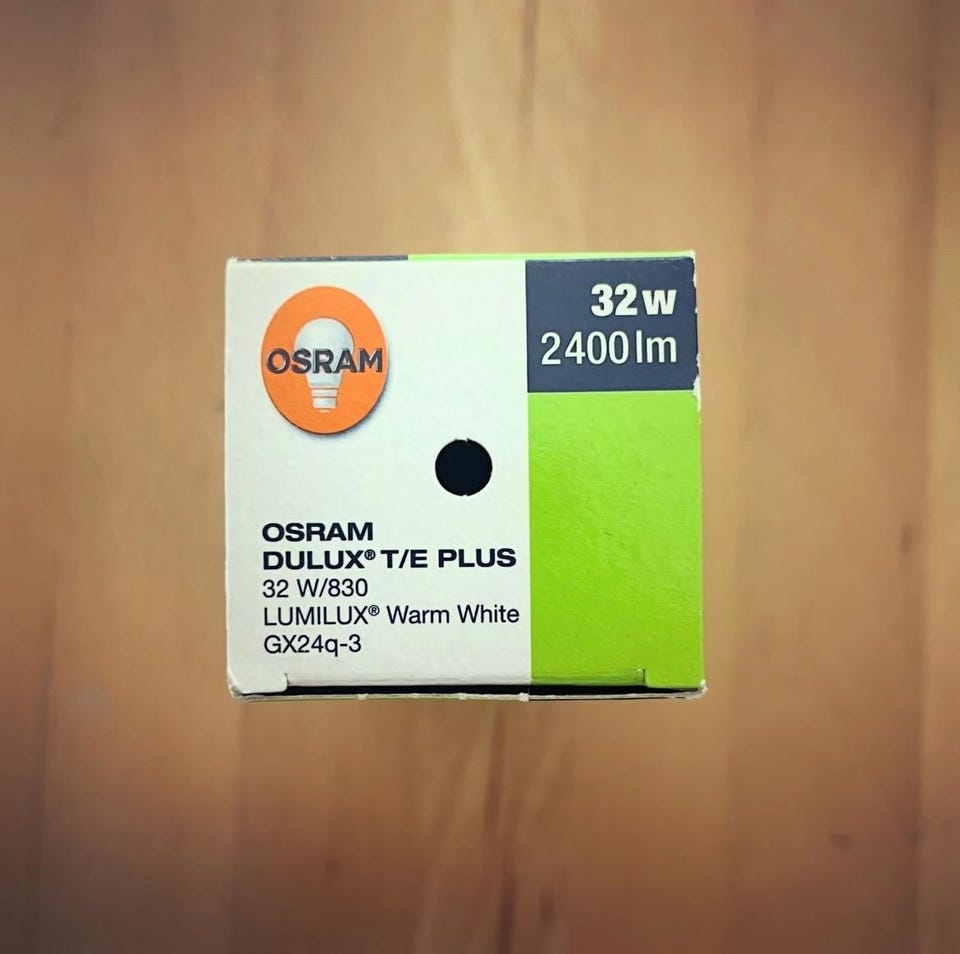 OSRAM
32 W
2400 lm
OSRAM
DULUX® T/E PLUS
32 W/830
LUMILUX® Warm White
GX24q-3